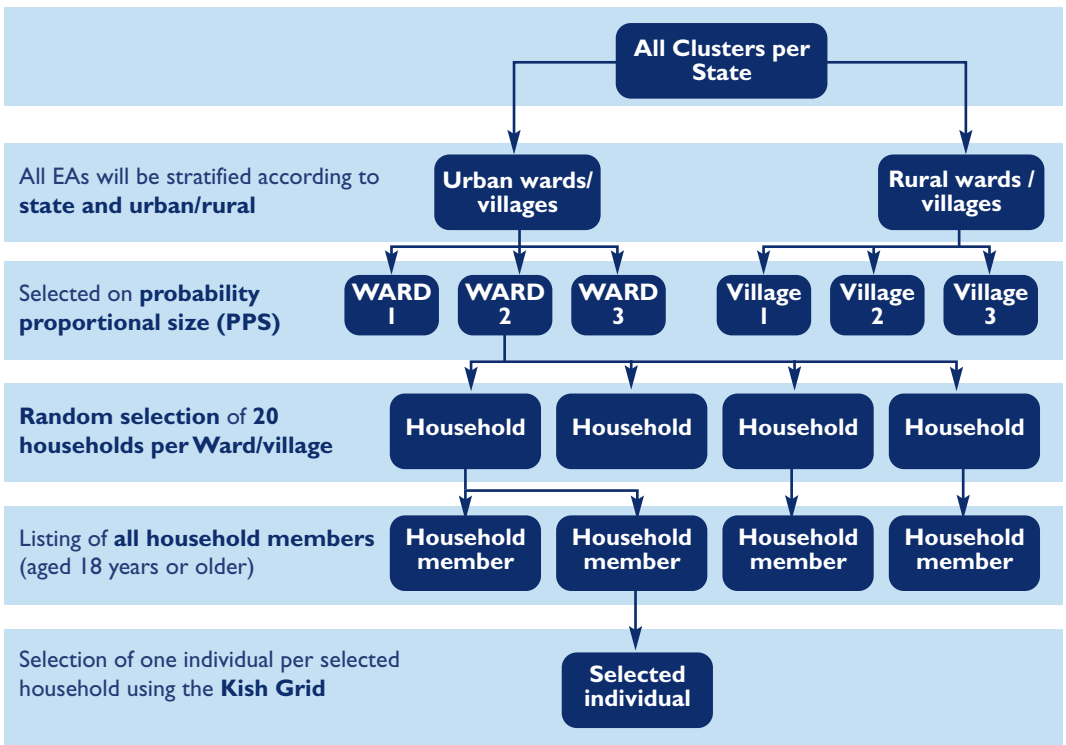 All Clusters per
State
All EAs will be stratified according to
state and urban/rural
Urban wards/
villages
Rural wards /
villages
Selected on probability
proportional size (PPS)
WARD
1
WARD
2
WARD
3
Village
1
Village
2
Village
3
Random selection of 20
households per Ward/village
Household
Household
Household
Household
Listing of all household members
(aged 18 years or older)
Household
member
Household
member
Household
member
Household
member
Selection of one individual per selected
household using the Kish Grid
Selected
individual